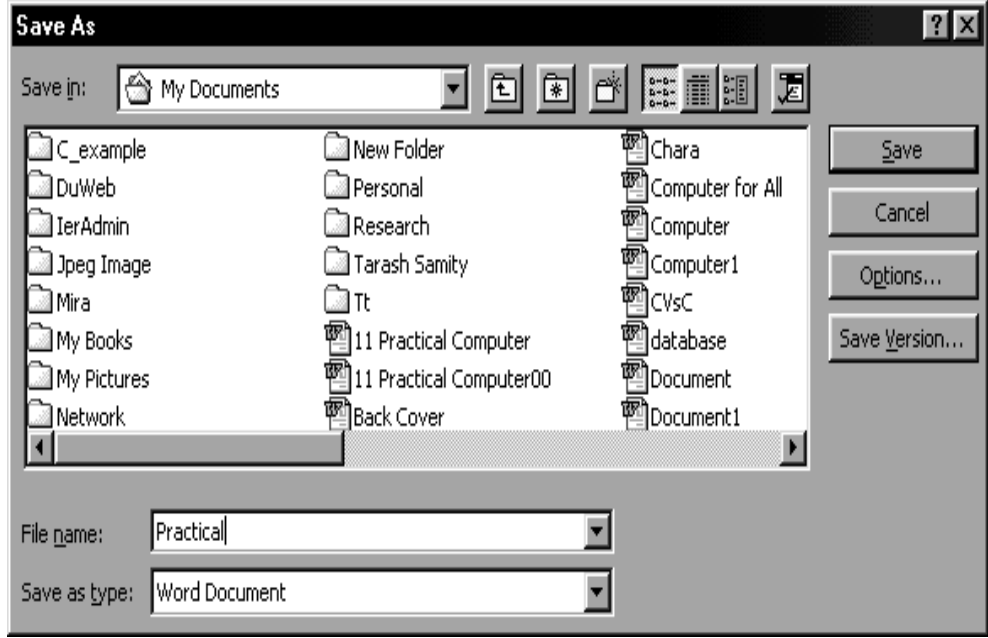 Save As
Save in: My Documents
C_example New Folder Chara Save
DuWeb Personal Computer for All
IerAdmin Research Computer Cancel
Jpeg Image Tarash Samity Computer1 Options...
Mira Tt CVsC
My Books 11 Practical Computer database Save Version...
My Pictures 11 Practical Computer00 Document
Network Back Cover Document1
File name: Practical
Save as type: Word Document